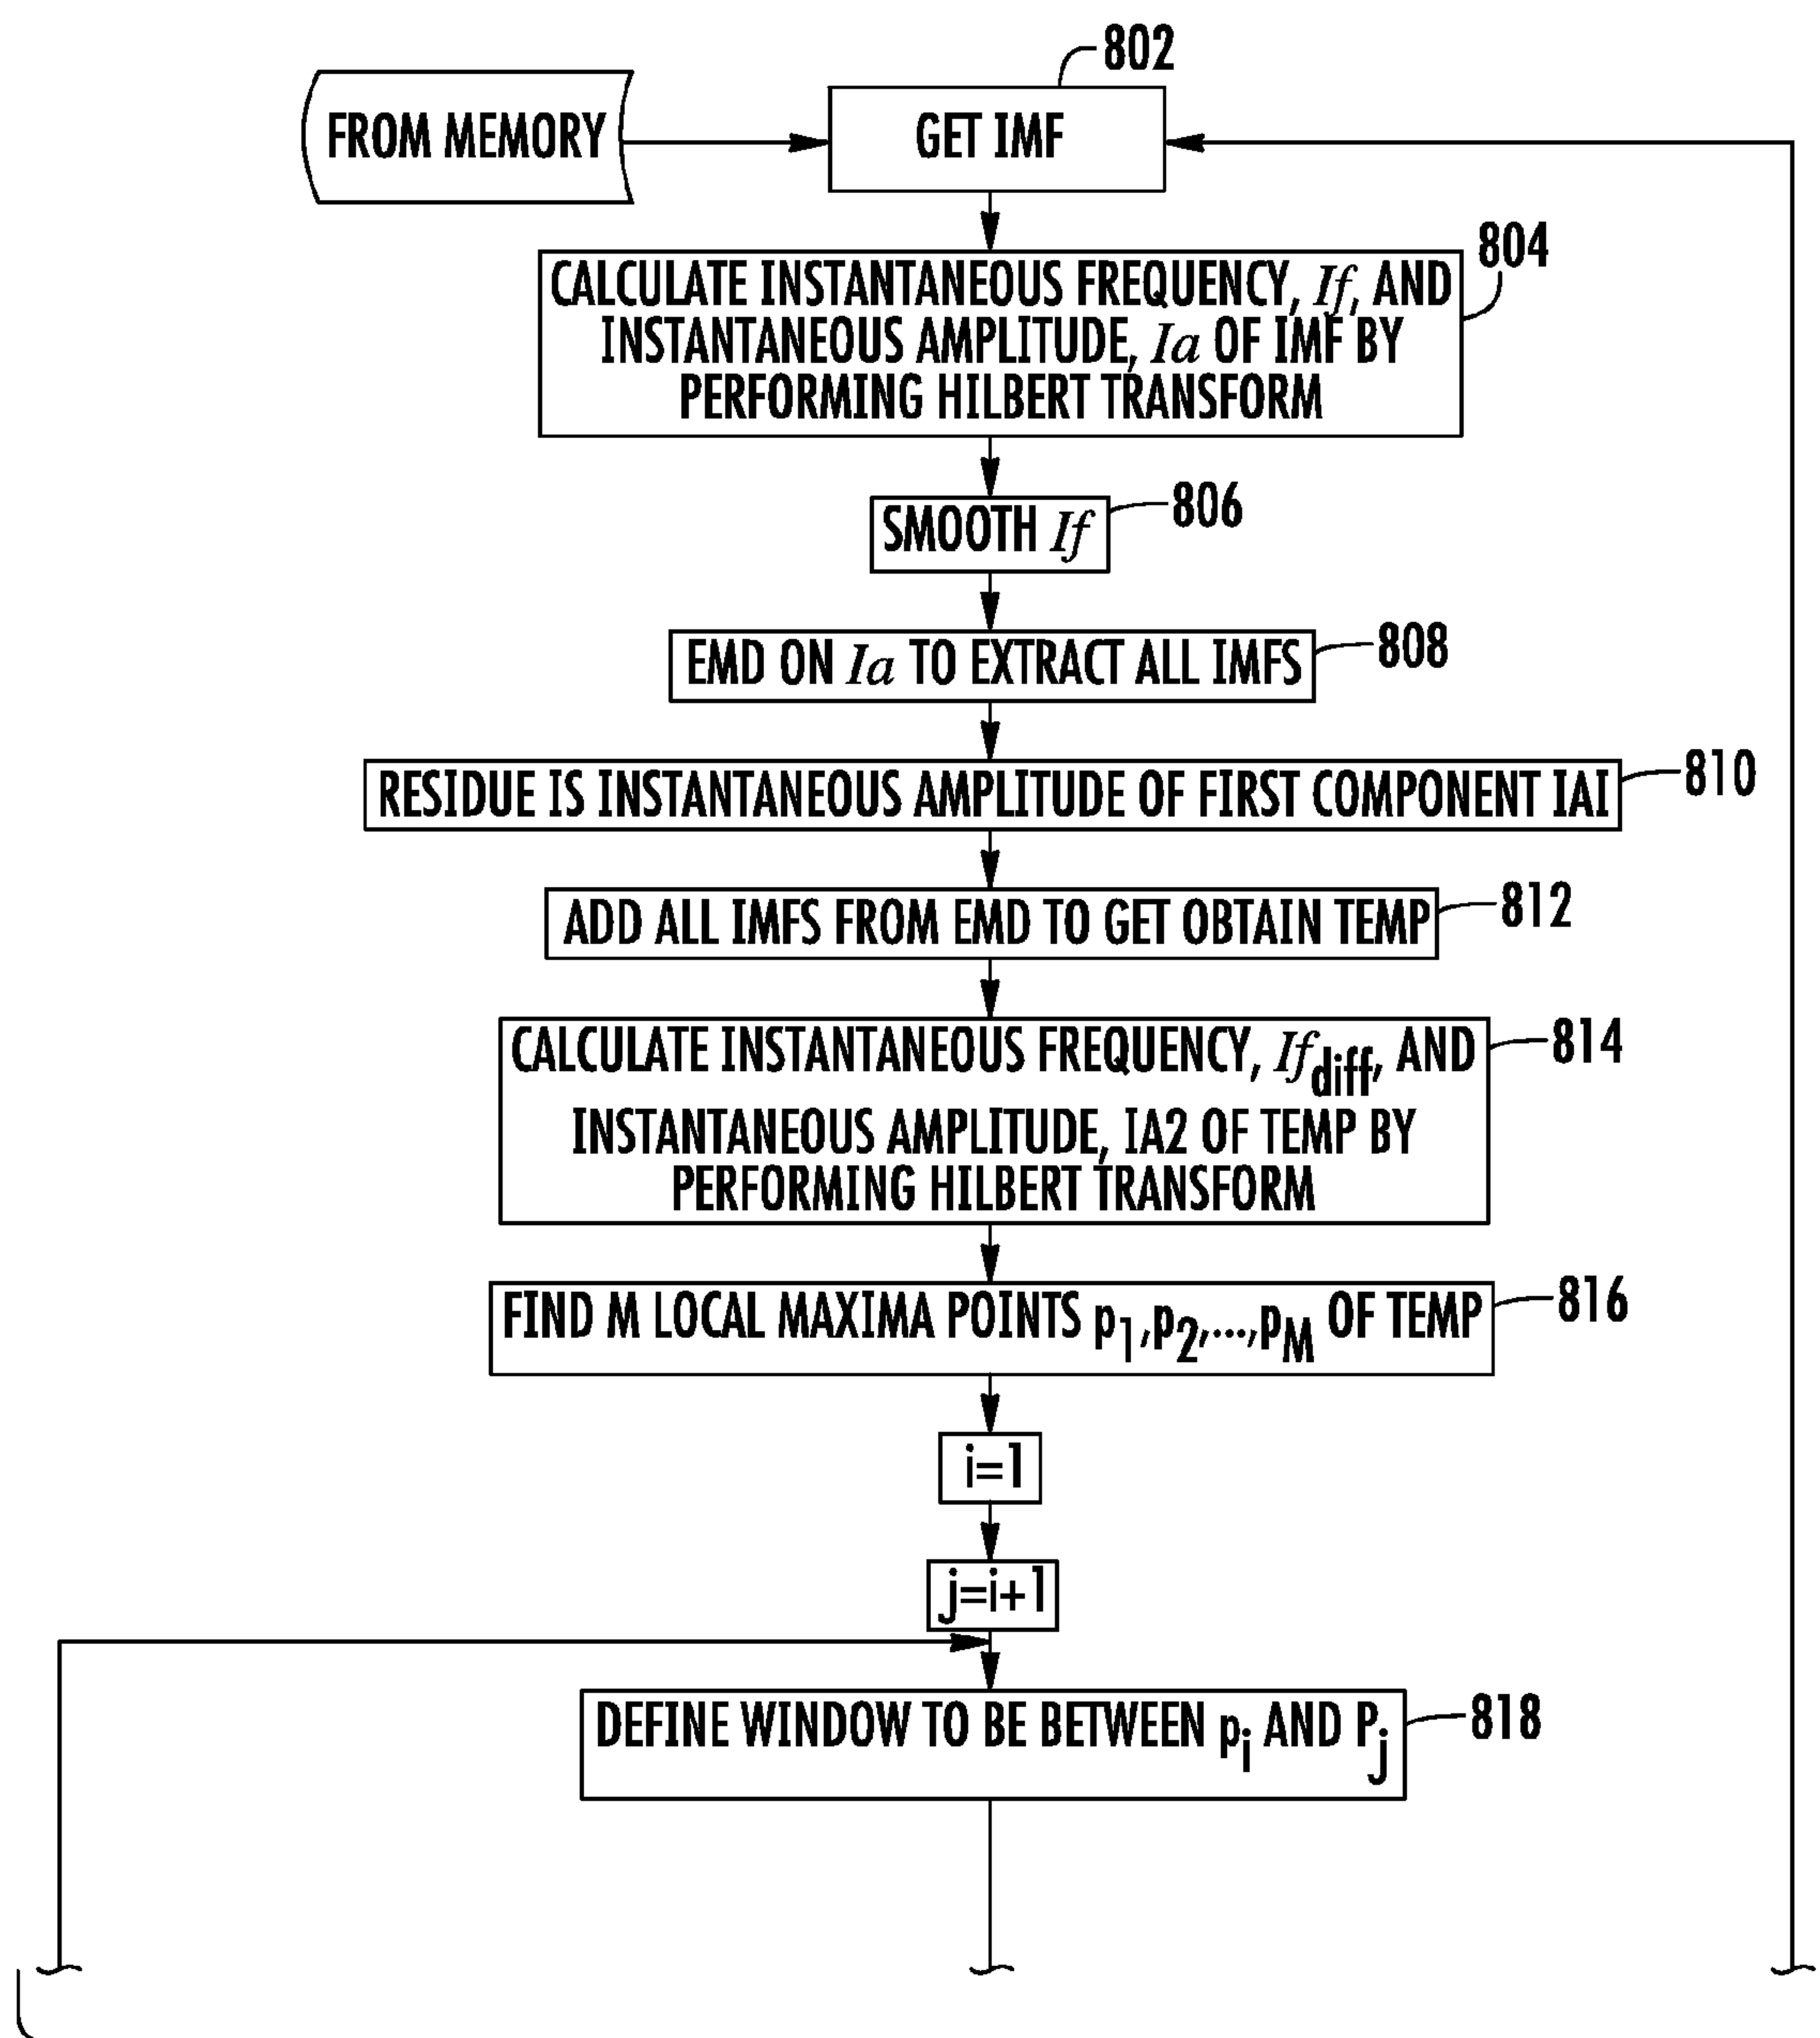 802
FROM MEMORY
GET IMF
804
CALCULATE INSTANTANEOUS FREQUENCY, If, AND
INSTANTANEOUS AMPLITUDE, Ia OF IMF BY
PERFORMING HILBERT TRANSFORM
806
SMOOTH If
808
EMD ON Ia TO EXTRACT ALL IMFS
810
RESIDUE IS INSTANTANEOUS AMPLITUDE OF FIRST COMPONENT IAI
812
ADD ALL IMFS FROM EMD TO GET OBTAIN TEMP
814
CALCULATE INSTANTANEOUS FREQUENCY, If diff, AND
INSTANTANEOUS AMPLITUDE, IA2 OF TEMP BY
PERFORMING HILBERT TRANSFORM
816
FIND M LOCAL MAXIMA POINTS p1,p2,...,pM OF TEMP
i=1
j=i+1
818
DEFINE WINDOW TO BE BETWEEN pi AND Pj